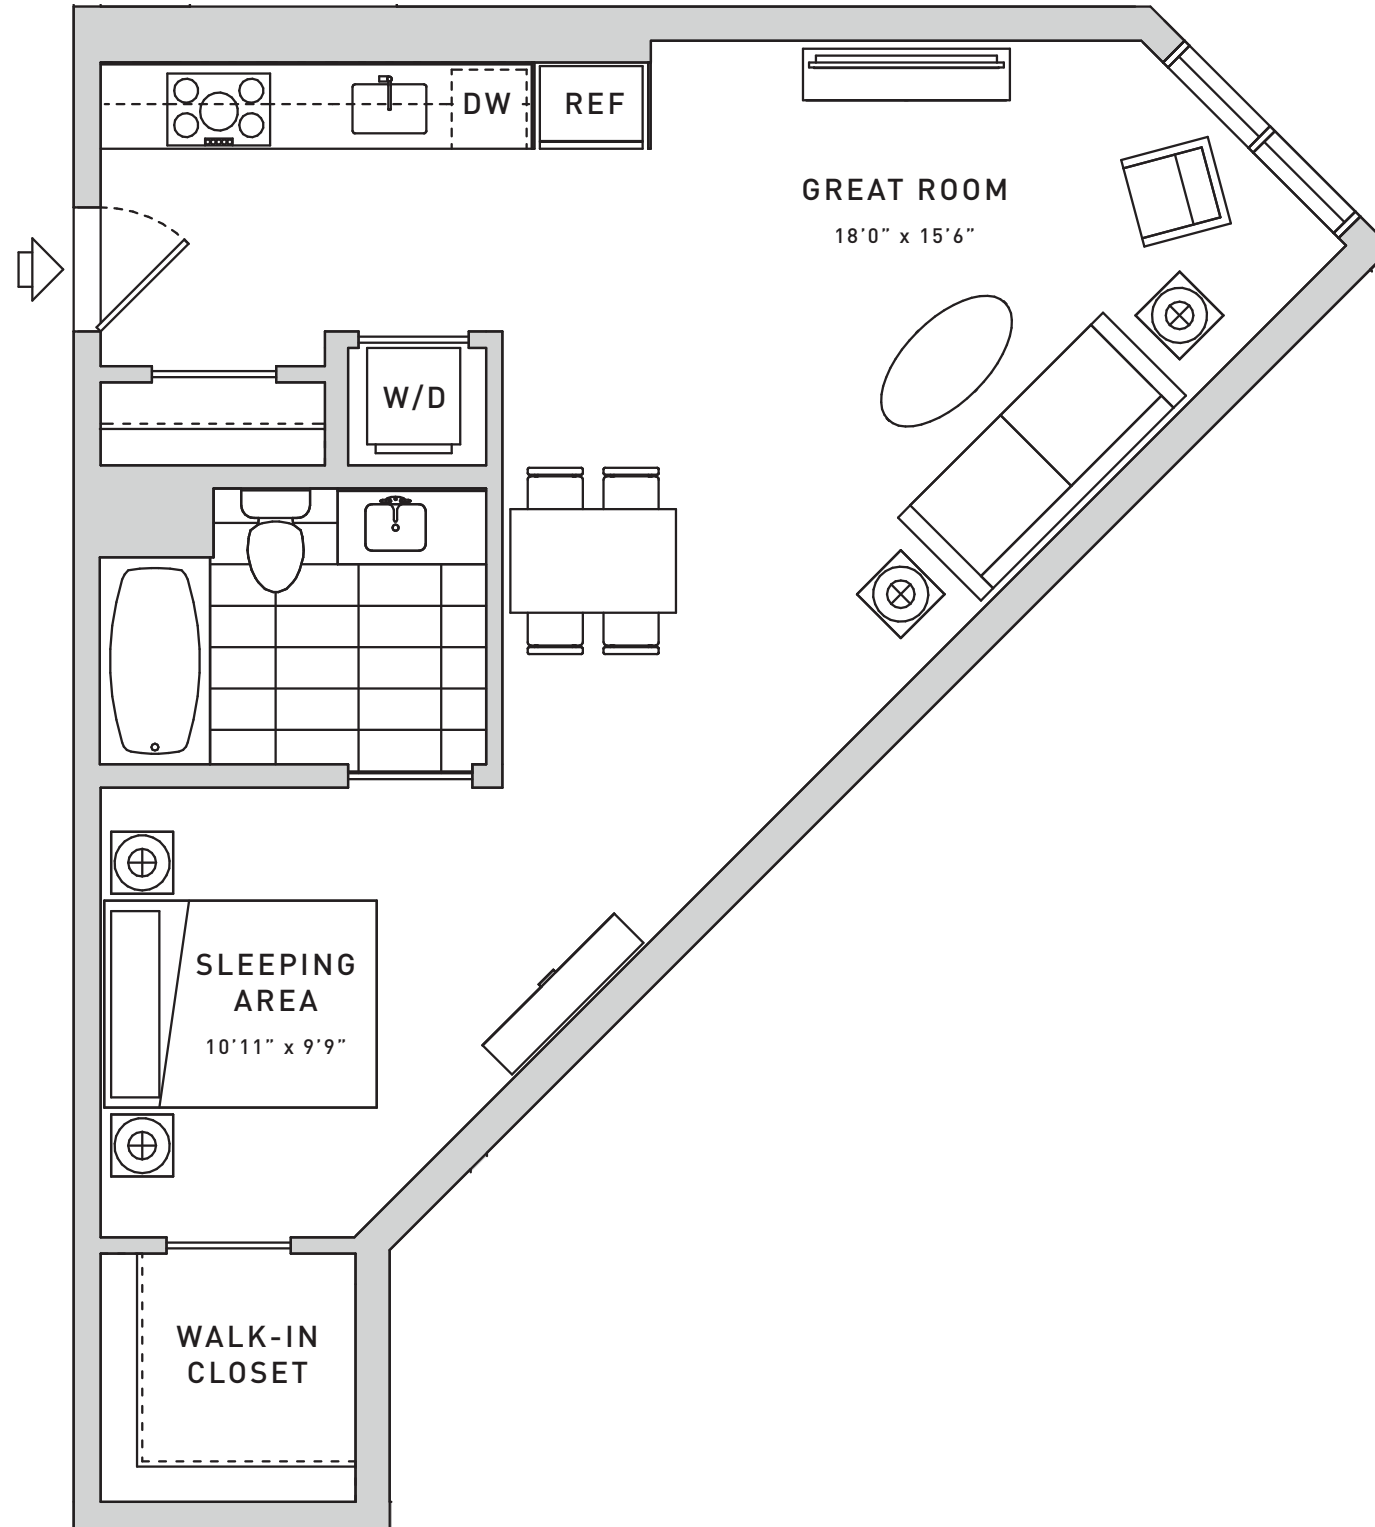 DW
REF
GREAT ROOM
18'0" x 15'6"
W/D
SLEEPING
AREA
10'11" x 9'9"
WALK-IN
CLOSET